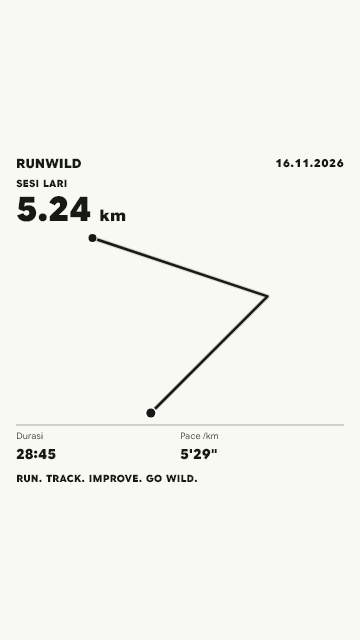 RUNWILD
16.11.2026
SESI LARI
5.24 km
Durasi
Pace /km
28:45
5'29"
RUN. TRACK. IMPROVE. GO WILD.